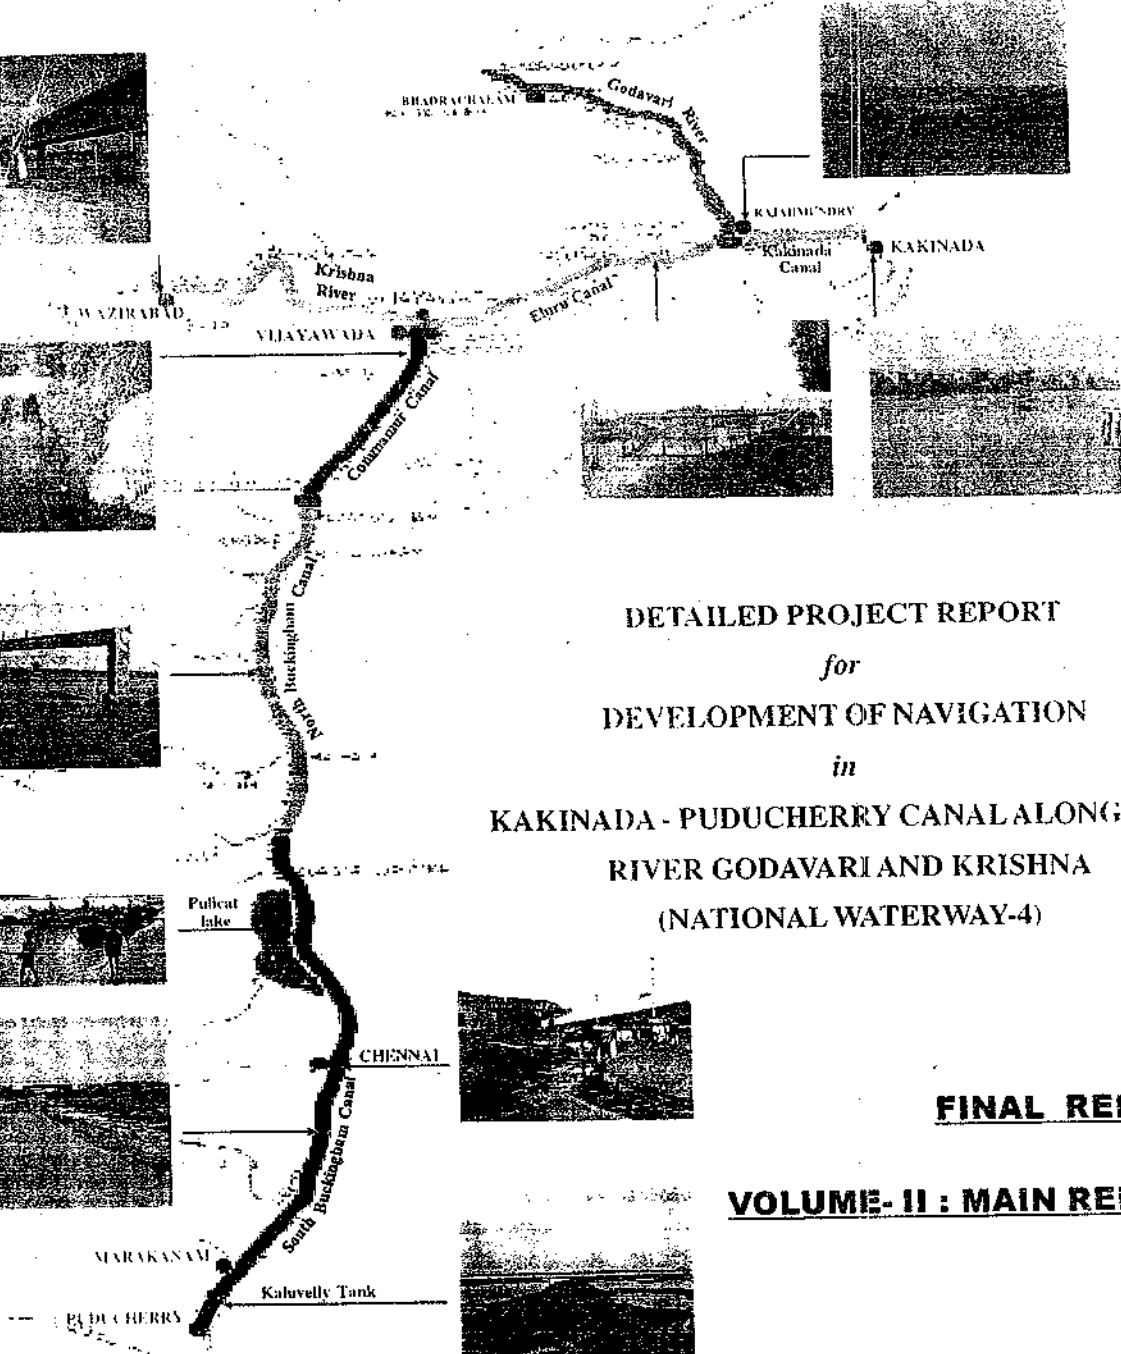 BHADRACHALAM
Godavari
River
RAJAHMUNDRY
KAKINADA
Kakinada
Canal
Krishna
River
Eluru Canal
WAZIRABAD
VIJAYAWADA
Commamur Canal
North Buckingham Canal
DETAILED PROJECT REPORT
for
DEVELOPMENT OF NAVIGATION
in
KAKINADA - PUDUCHERRY CANAL ALONG
RIVER GODAVARI AND KRISHNA
(NATIONAL WATERWAY-4)
Pulicat
lake
CHENNAI
South Buckingham Canal
FINAL RE
VOLUME- II : MAIN RE
MARAKANAM
Kaluvelly Tank
PUDUCHERRY